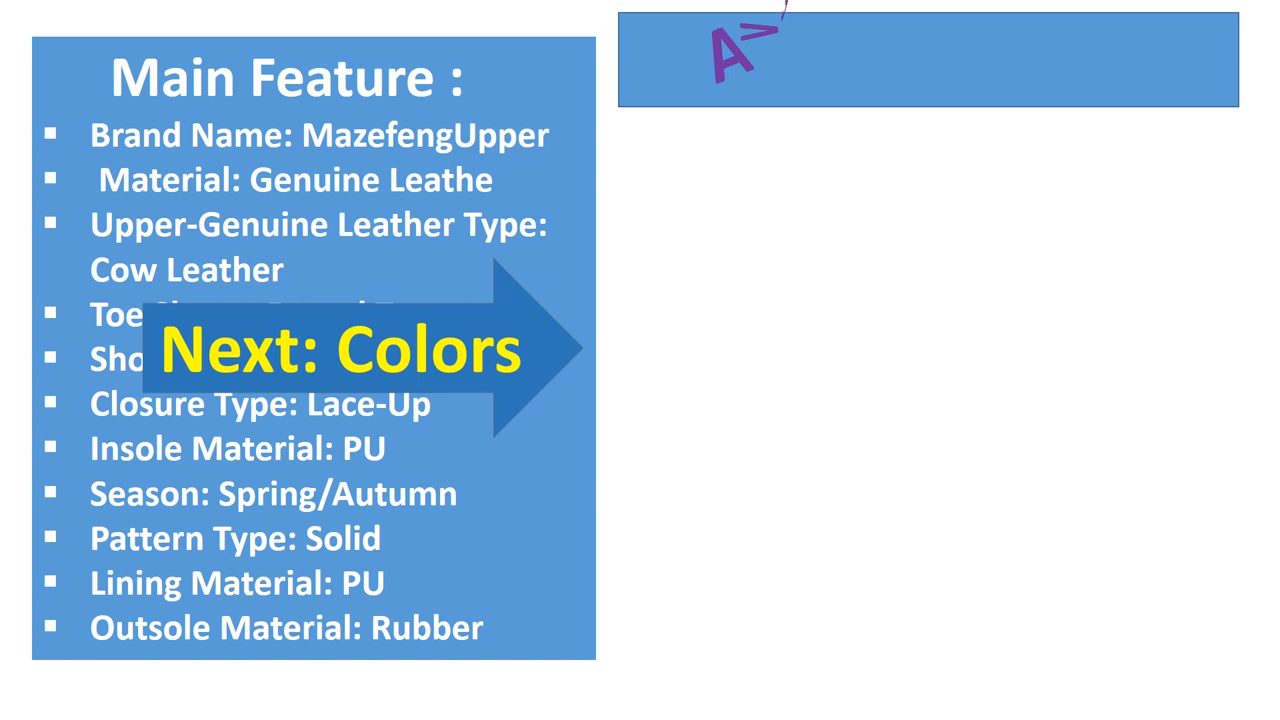 Main Feature :
Brand Name: MazefengUpper
Material: Genuine Leathe
Upper-Genuine Leather Type:
Cow Leather
Toe
Next: Colors
Closure Type: Lace-Up
Insole Material: PU
Season: Spring/Autumn
Pattern Type: Solid
Lining Material: PU
Outsole Material: Rubber
A